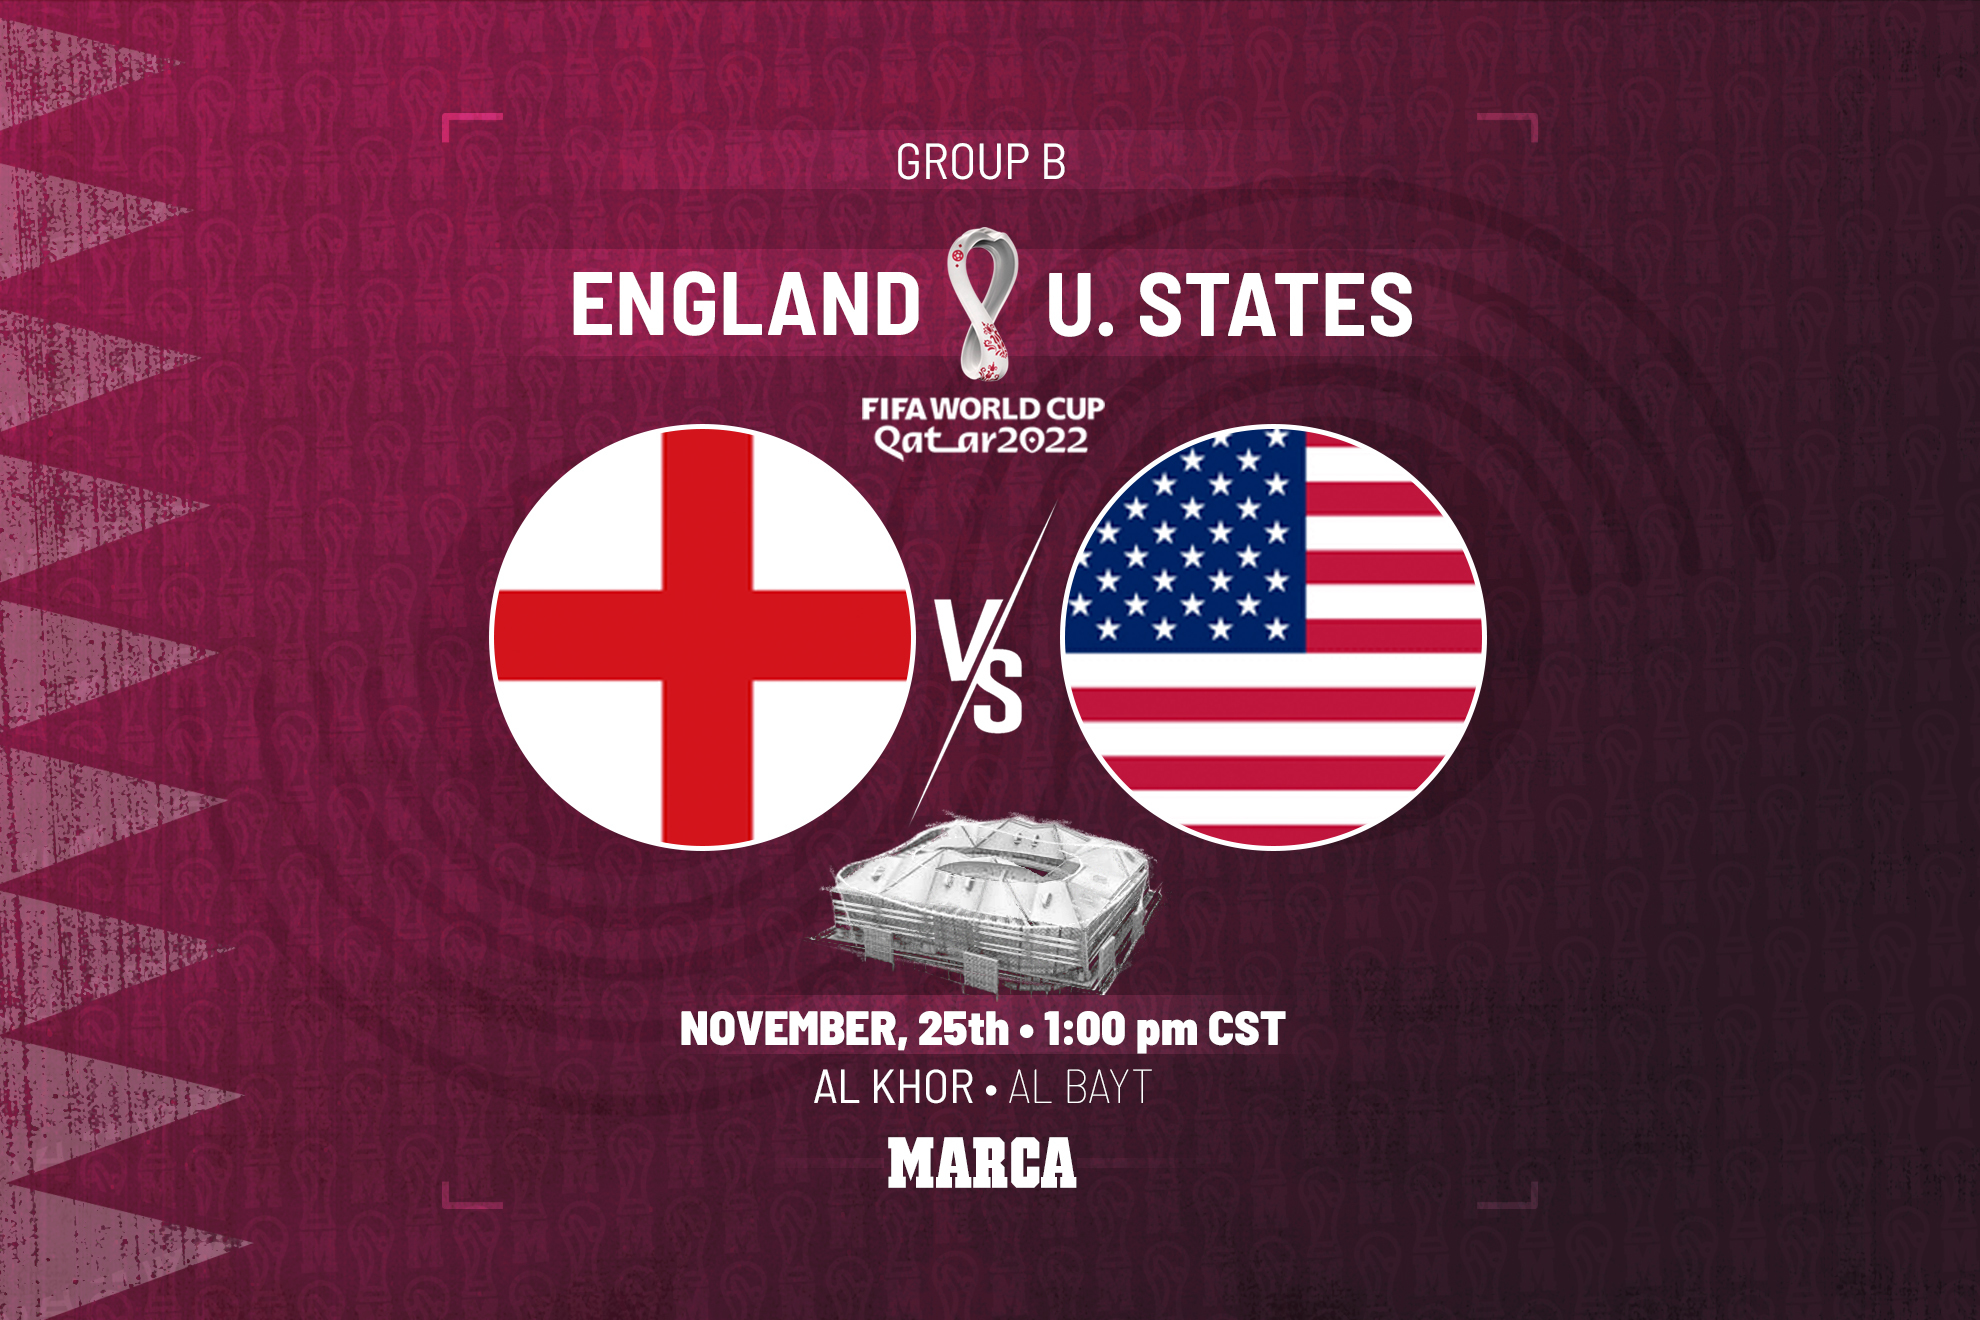 GROUP B
ENGLAND U. STATES
FIFA WORLD CUP
Qatar2022
VS
NOVEMBER, 25th • 1:00 pm CST
AL KHOR • AL BAYT
MARCA